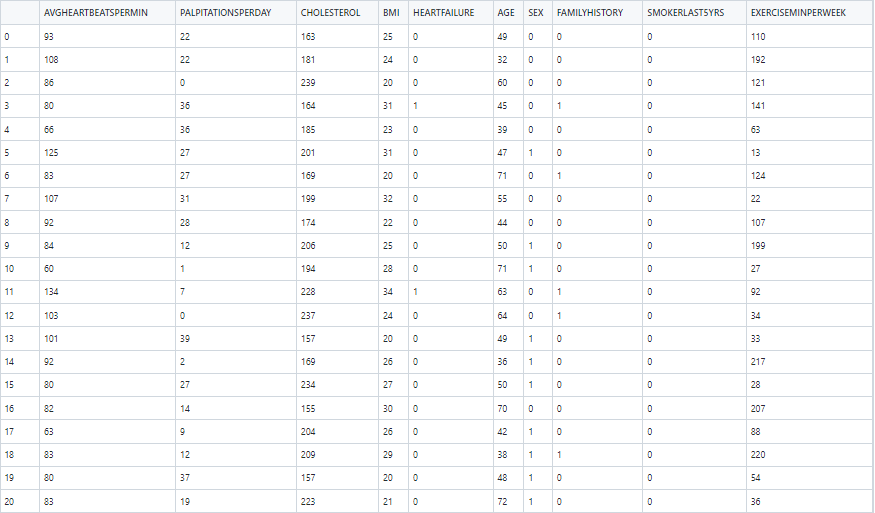 AVGHEARTBEATSPERMIN PALPITATIONSPERDAY CHOLESTEROL BMI HEARTFAILURE AGE SEX FAMILYHISTORY SMOKERLAST5YRS EXERCISEMINPERWEEK
0 93 22 163 25 0 49 0 0 0 110
1 108 22 181 24 0 32 0 0 0 192
2 86 0 239 20 0 60 0 0 0 121
3 80 36 164 31 1 45 0 1 0 141
4 66 36 185 23 0 39 0 0 0 63
5 125 27 201 31 0 47 1 0 0 13
6 83 27 169 20 0 71 0 1 0 124
7 107 31 199 32 0 55 0 0 0 22
8 92 28 174 22 0 44 0 0 0 107
9 84 12 206 25 0 50 1 0 0 199
10 60 1 194 28 0 71 1 0 0 27
11 134 7 228 34 1 63 0 1 0 92
12 103 0 237 24 0 64 0 1 0 34
13 101 39 157 20 0 49 1 0 0 33
14 92 2 169 26 0 36 1 0 0 217
15 80 27 234 27 0 50 1 0 0 28
16 82 14 155 30 0 70 0 0 0 207
17 63 9 204 26 0 42 1 0 0 88
18 83 12 209 29 0 38 1 1 0 220
19 80 37 157 20 0 48 1 0 0 54
20 83 19 223 21 0 72 1 0 0 36